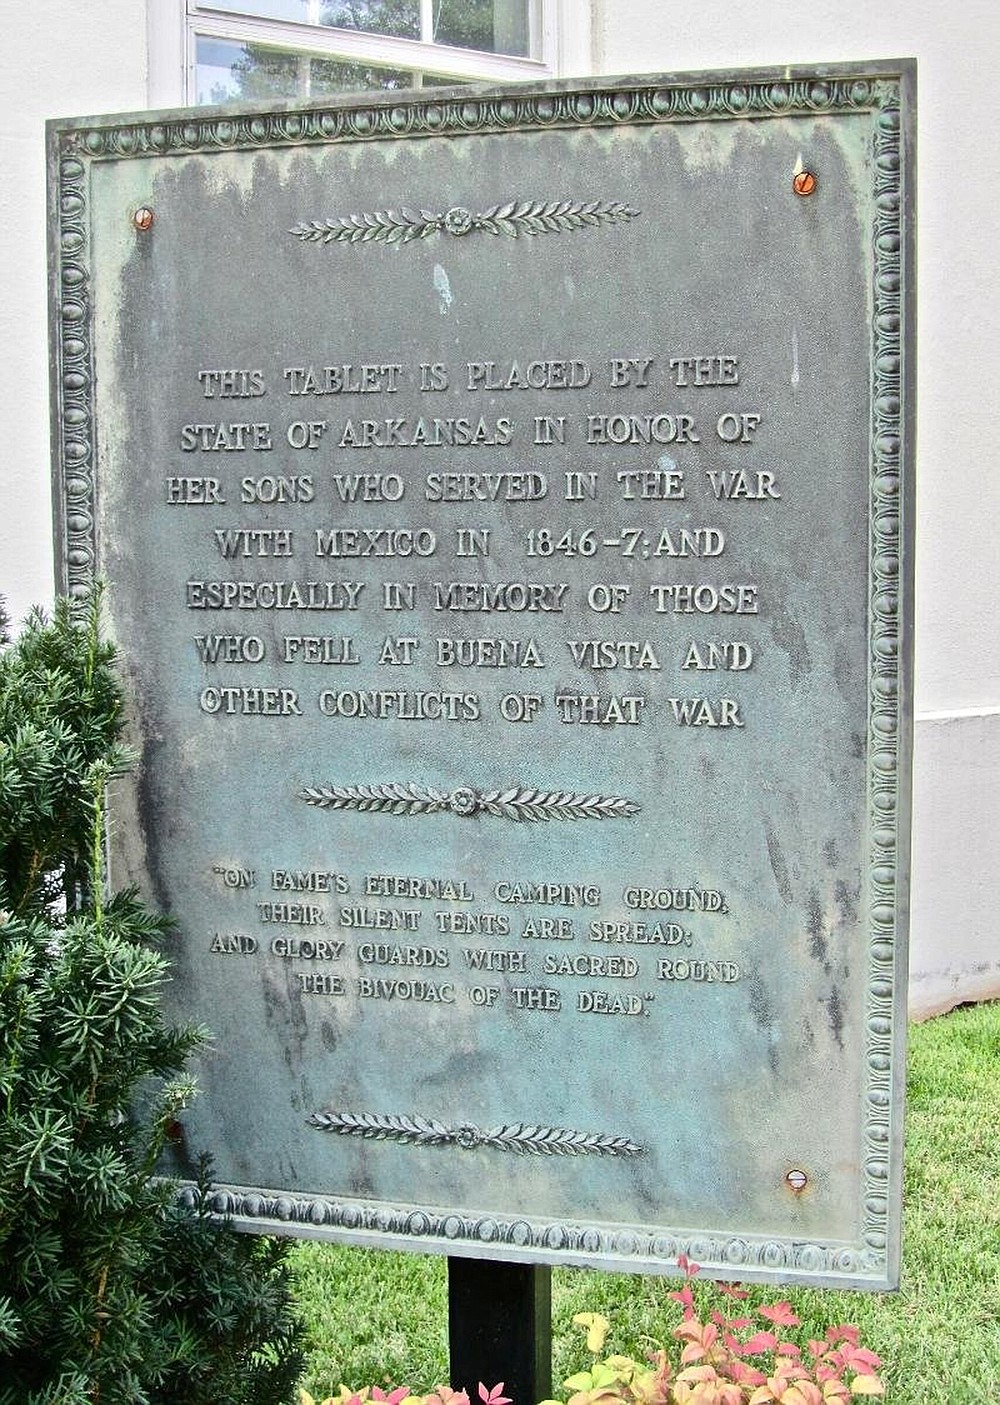 THIS TABLET IS PLACED BY THE
STATE OF ARKANSAS IN HONOR OF
HER SONS WHO SERVED IN THE WAR
WITH MEXICO IN 1846-7; AND
ESPECIALLY IN MEMORY OF THOSE
WHO FELL AT BUENA VISTA AND
OTHER CONFLICTS OF THAT WAR
"ON FAME'S ETERNAL CAMPING GROUND,
THEIR SILENT TENTS ARE SPREAD;
AND GLORY GUARDS WITH SACRED ROUND
THE BIVOUAC OF THE DEAD."